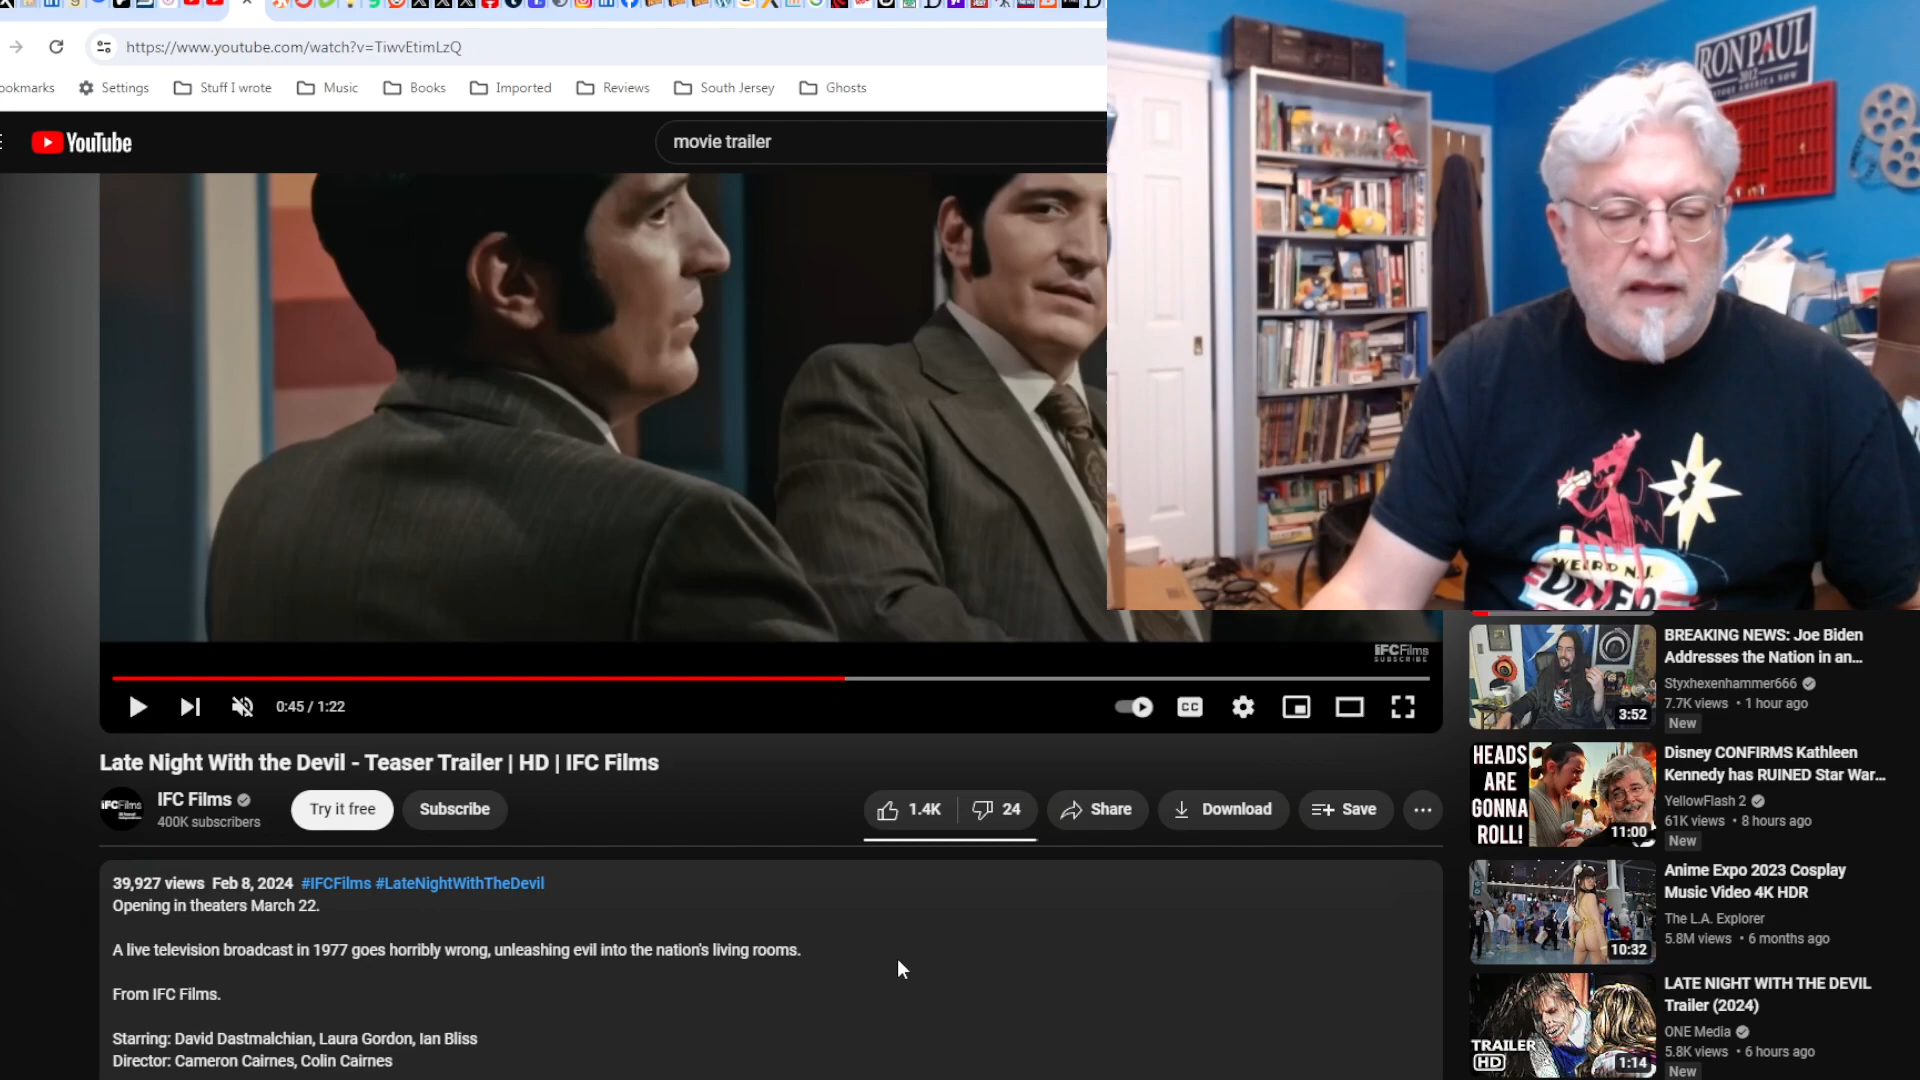 https://www.youtube.com/watch?v=TiwvEtimLzQ
ookmarks Settings Stuff I wrote Music Books Imported Reviews South Jersey Ghosts
YouTube
movie trailer
RON PAUL
2012
WEIRD N.J.
IFCFilms
SUBSCRIBE
0:45 / 1:22
CC
Late Night With the Devil - Teaser Trailer | HD | IFC Films
IFC Films
IFC Films
400K subscribers
Try it free
Subscribe
1.4K
24
Share
Download
Save
39,927 views Feb 8, 2024 #IFCFilms #LateNightWithTheDevil
Opening in theaters March 22.
A live television broadcast in 1977 goes horribly wrong, unleashing evil into the nation's living rooms.
From IFC Films.
Starring: David Dastmalchian, Laura Gordon, Ian Bliss
Director: Cameron Cairnes, Colin Cairnes
3:52
BREAKING NEWS: Joe Biden
Addresses the Nation in an...
Styxhexenhammer666
7.7K views • 1 hour ago
New
HEADS
ARE
GONNA
ROLL!
11:00
Disney CONFIRMS Kathleen
Kennedy has RUINED Star War...
YellowFlash 2
61K views • 8 hours ago
New
10:32
Anime Expo 2023 Cosplay
Music Video 4K HDR
The L.A. Explorer
5.8M views • 6 months ago
TRAILER
HD
1:14
LATE NIGHT WITH THE DEVIL
Trailer (2024)
ONE Media
5.8K views • 6 hours ago
New